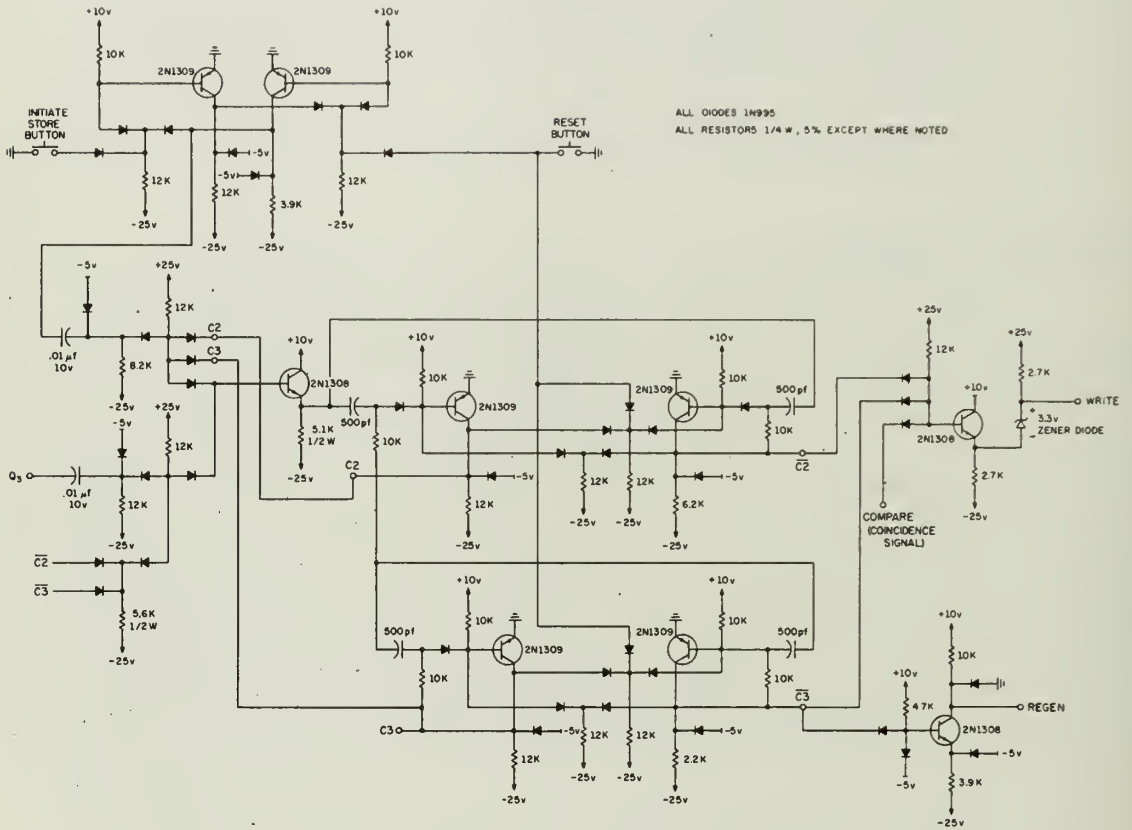 +10v
+10v
10K
10K
2N1309
2N1309
ALL DIODES 1N995
ALL RESISTORS 1/4 W, 5% EXCEPT WHERE NOTED
INITIATE
STORE
BUTTON
RESET
BUTTON
-5v
-5v
12K
12K
3.9K
12K
-25v
-25v
-25v
-25v
-5v
+25v
12K
C2
C3
.01 µf
10v
8.2K
-25v
+10v
2N1308
5.1K
1/2 W
-25v
500pf
+10v
10K
2N1309
10K
+10v
2N1309
10K
500pf
10K
+25v
12K
+10v
2N1308
+25v
2.7K
WRITE
+
3.3v
ZENER DIODE
-
2.7K
-25v
+25v
-5v
12K
Q3
.01 µf
10v
12K
-25v
C2
-5v
12K
-25v
12K
-25v
12K
-25v
-5v
6.2K
-25v
C2
COMPARE
(COINCIDENCE
SIGNAL)
C2
C3
5.6K
1/2 W
-25v
+10v
10K
500pf
2N1309
10K
+10v
2N1309
10K
500pf
10K
C3
C3
-5v
12K
-25v
12K
-25v
12K
-25v
-5v
2.2K
-25v
+10v
4.7K
-5v
+10v
10K
REGEN
2N1308
-5v
3.9K
-25v